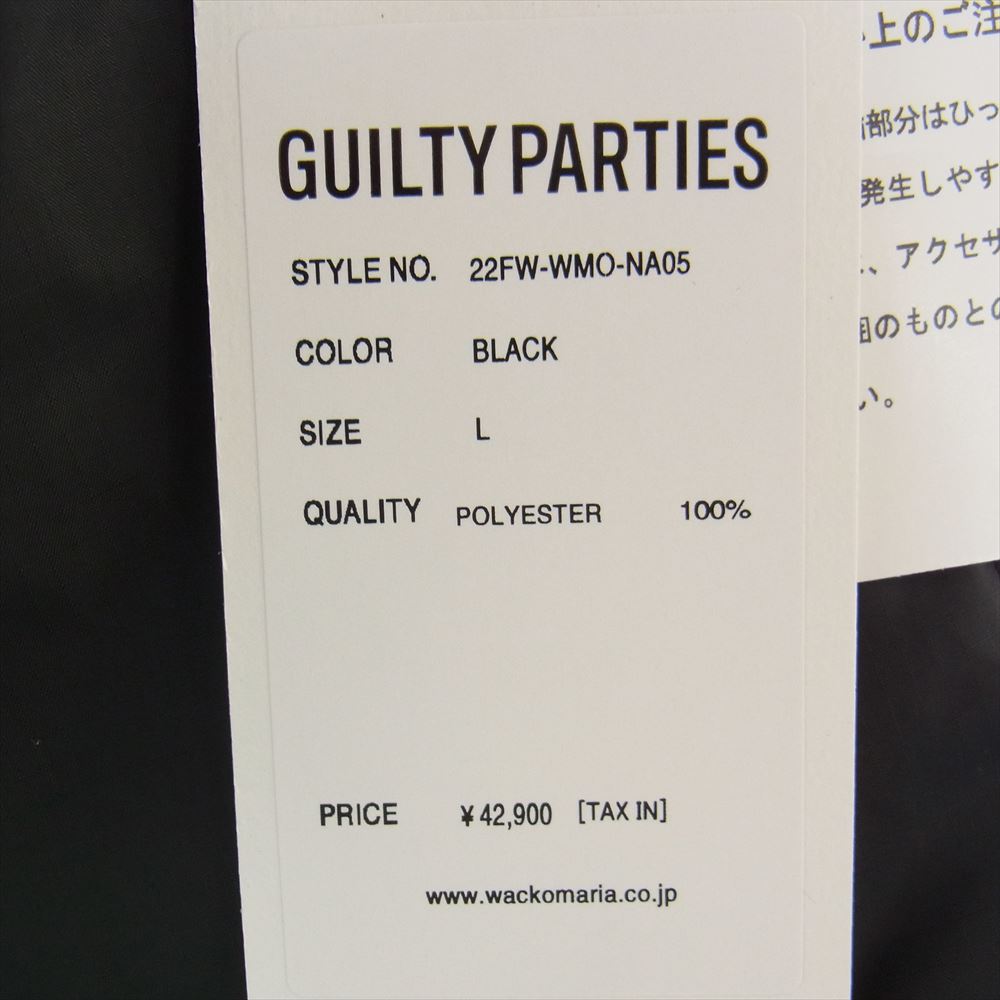 GUILTY PARTIES
STYLE NO. 22FW-WMO-NA05
COLOR BLACK
SIZE L
QUALITY POLYESTER 100%
PRICE ¥42,900 [TAX IN]
www.wackomaria.co.jp
上のご注
部分はひっ
発生しやす
、アクセサ
のものとの
い。